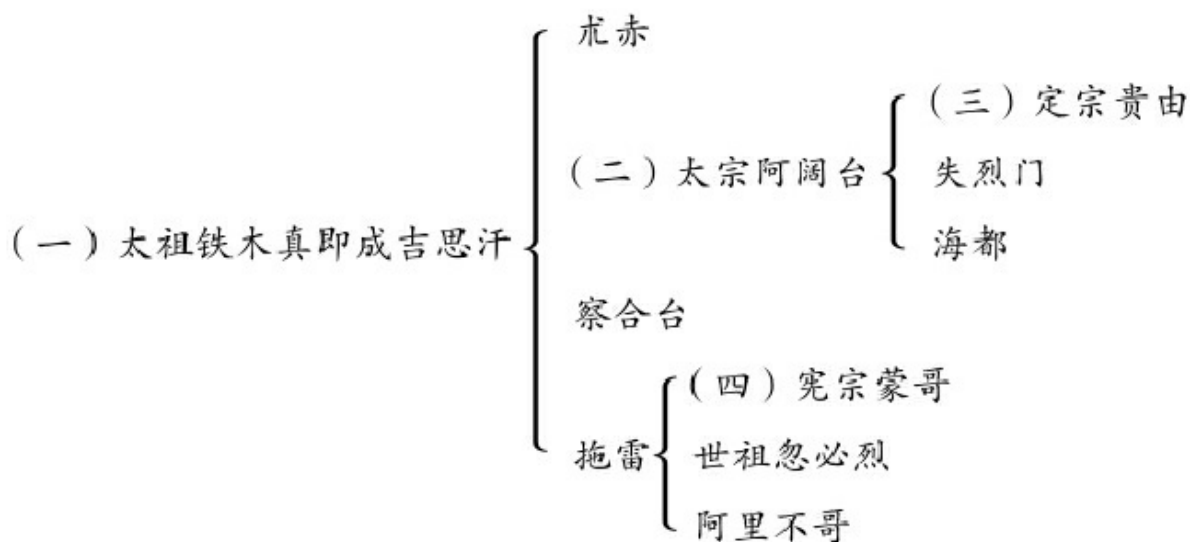 朮赤
（三）定宗贵由
（二）太宗阿阔台
失烈门
（一）太祖铁木真即成吉思汗
海都
察合台
（四）宪宗蒙哥
拖雷
世祖忽必烈
阿里不哥